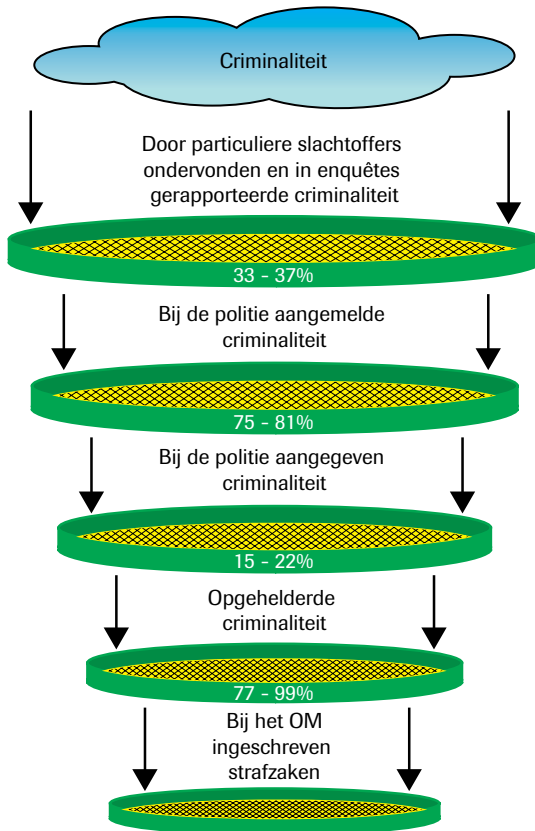 Criminaliteit
Door particuliere slachtoffers
ondervonden en in enquêtes
gerapporteerde criminaliteit
33 - 37%
Bij de politie aangemelde
criminaliteit
75 - 81%
Bij de politie aangegeven
criminaliteit
15 - 22%
Opgehelderde
criminaliteit
77 - 99%
Bij het OM
ingeschreven
strafzaken